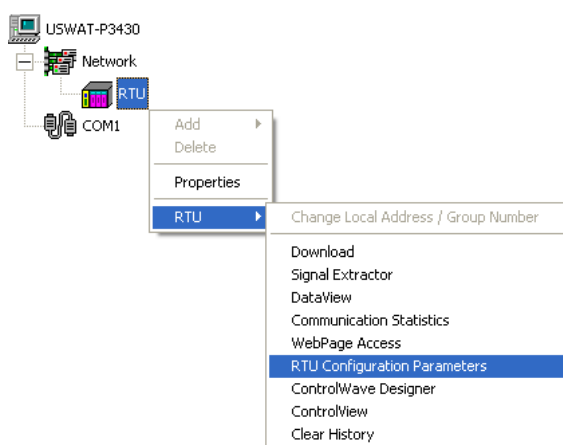 USWAT-P3430
Network
RTU
COM1
Add
Delete
Properties
RTU
Change Local Address / Group Number
Download
Signal Extractor
DataView
Communication Statistics
WebPage Access
RTU Configuration Parameters
ControlWave Designer
ControlView
Clear History